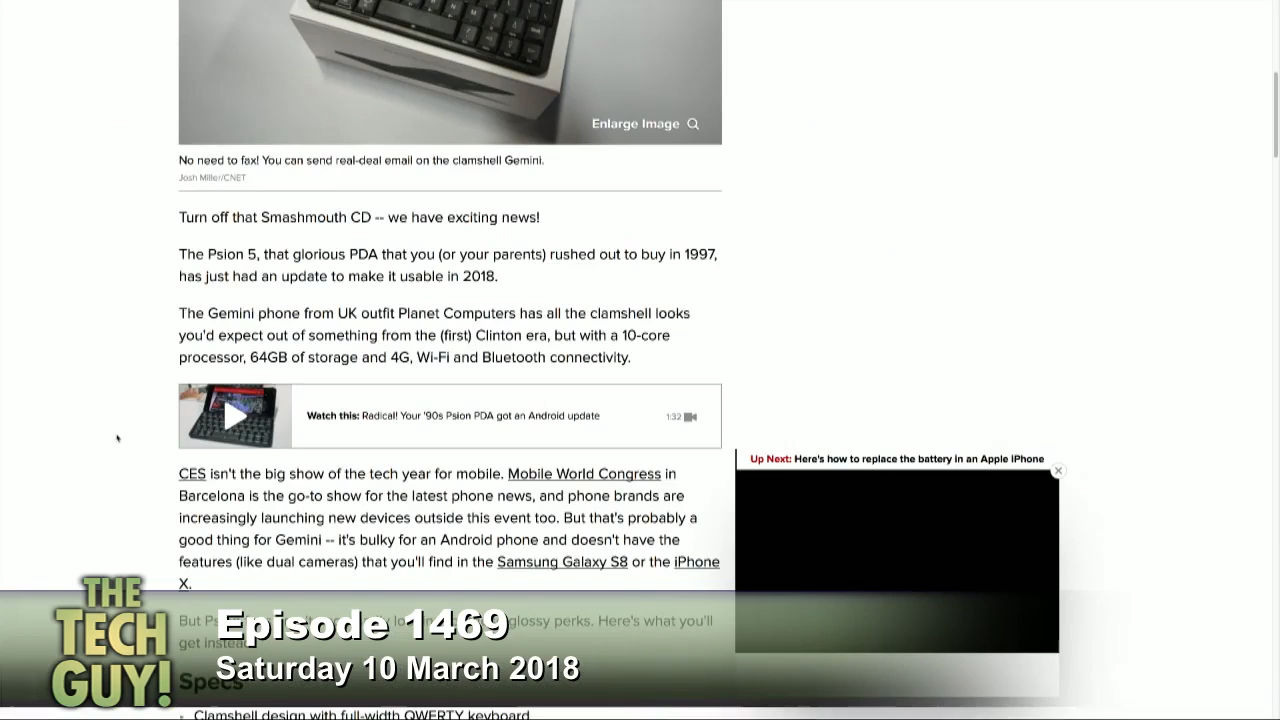 Enlarge Image
No need to fax! You can send real-deal email on the clamshell Gemini.
Josh Miller/CNET
Turn off that Smashmouth CD -- we have exciting news!
The Psion 5, that glorious PDA that you (or your parents) rushed out to buy in 1997,
has just had an update to make it usable in 2018.
The Gemini phone from UK outfit Planet Computers has all the clamshell looks
you'd expect out of something from the (first) Clinton era, but with a 10-core
processor, 64GB of storage and 4G, Wi-Fi and Bluetooth connectivity.
Watch this: Radical! Your '90s Psion PDA got an Android update
1:32
Up Next: Here's how to replace the battery in an Apple iPhone
CES isn't the big show of the tech year for mobile. Mobile World Congress in
Barcelona is the go-to show for the latest phone news, and phone brands are
increasingly launching new devices outside this event too. But that's probably a
good thing for Gemini -- it's bulky for an Android phone and doesn't have the
features (like dual cameras) that you'll find in the Samsung Galaxy S8 or the iPhone
X.
But glossy perks. Here's what you'll
get instead
Specs
- Clamshell design with full-width QWERTY keyboard
THE
TECH
GUY!
Episode 1469
Saturday 10 March 2018